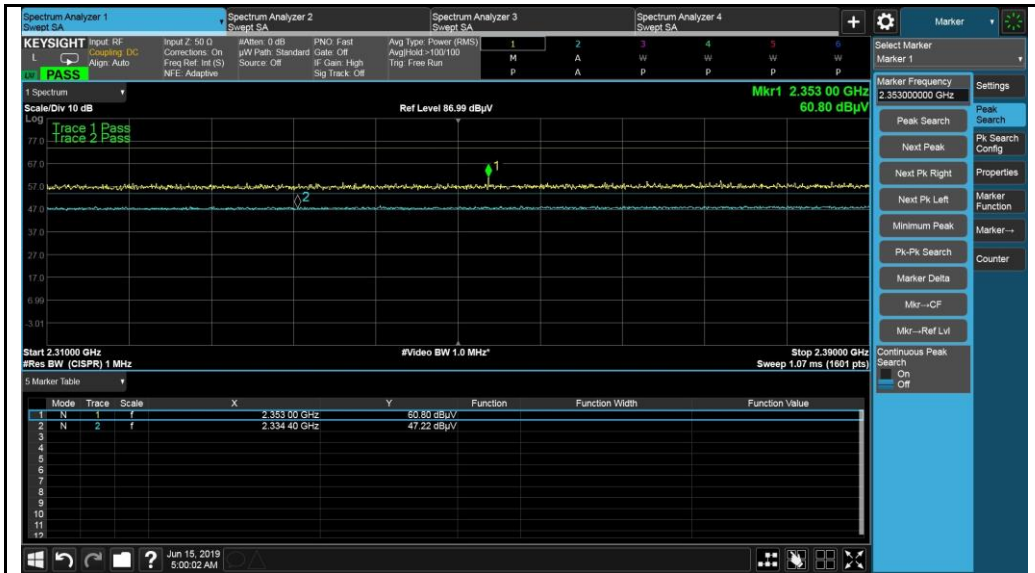 Spectrum Analyzer 1
Swept SA
Spectrum Analyzer 2
Swept SA
Spectrum Analyzer 3
Swept SA
Spectrum Analyzer 4
Swept SA
+
Marker
KEYSIGHT
L
PASS
Input: RF
Coupling: DC
Align: Auto
Input Z: 50 Ω
Corrections: On
Freq Ref: Int (S)
NFE: Adaptive
#Atten: 0 dB
µW Path: Standard
Source: Off
PNO: Fast
Gate: Off
IF Gain: High
Sig Track: Off
Avg Type: Power (RMS)
Avg|Hold:>100/100
Trig: Free Run
1 2 3 4 5 6
M A W W W W
P A P P P P
Select Marker
Marker 1
1 Spectrum
Scale/Div 10 dB
Log
Ref Level 86.99 dBµV
Mkr1 2.353 00 GHz
60.80 dBµV
Trace 1 Pass
Trace 2 Pass
77.0
67.0
57.0
47.0
37.0
27.0
17.0
6.99
-3.01
1
2
Start 2.31000 GHz
#Res BW (CISPR) 1 MHz
#Video BW 1.0 MHz*
Stop 2.39000 GHz
Sweep 1.07 ms (1601 pts)
Marker Frequency
2.353000000 GHz
Peak Search
Next Peak
Next Pk Right
Next Pk Left
Minimum Peak
Pk-Pk Search
Marker Delta
Mkr→CF
Mkr→Ref Lvl
Continuous Peak
Search
On
Off
Settings
Peak
Search
Pk Search
Config
Properties
Marker
Function
Marker→
Counter
5 Marker Table
Mode Trace Scale X Y Function Function Width Function Value
1 N 1 f 2.353 00 GHz 60.80 dBµV
2 N 2 f 2.334 40 GHz 47.22 dBµV
3
4
5
6
7
8
9
10
11
12
?
Jun 15, 2019
5:00:02 AM